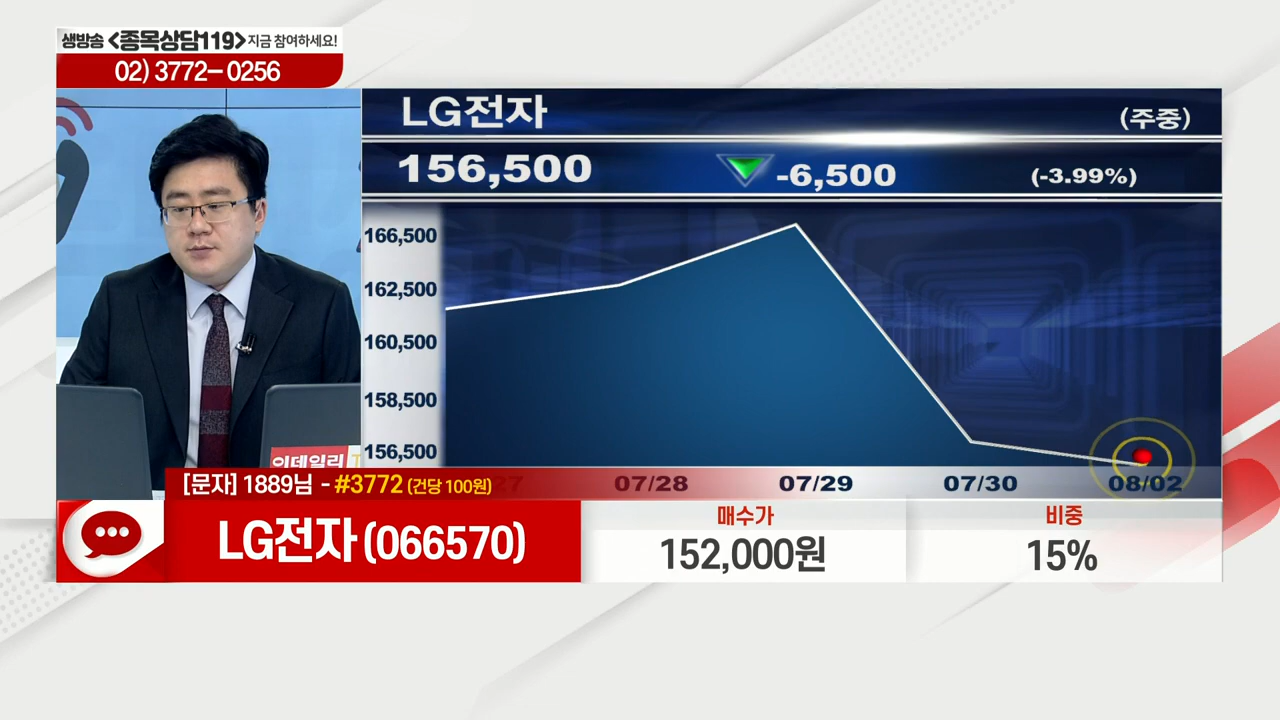 생방송 <종목상담119> 지금 참여하세요!
02) 3772-0256
LG전자
(주중)
156,500
-6,500
(-3.99%)
166,500
162,500
160,500
158,500
156,500
07/28
07/29
07/30
08/02
이데일리 T
[문자] 1889님 - #3772 (건당 100원)
LG전자 (066570)
매수가
152,000원
비중
15%